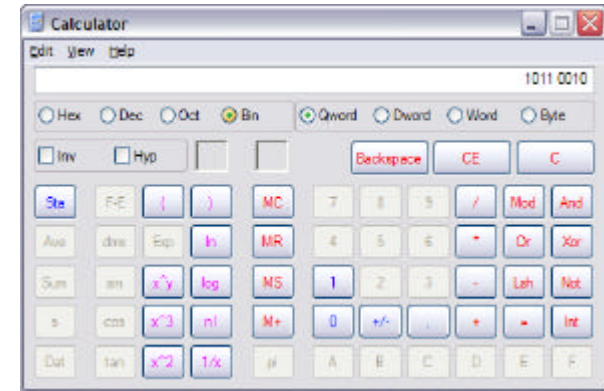 Calculator
Edit View Help
1011 0010
Hex Dec Oct Bin Qword Dword Word Byte
Inv Hyp Backspace CE C
Sta F-E ( ) MC 7 8 9 / Mod And
Ave dms Exp ln MR 4 5 6 * Or Xor
Sum sin x^y log MS 1 2 3 - Lsh Not
s cos x^3 n! M+ 0 +/- . + = Int
Dat tan x^2 1/x pi A B C D E F